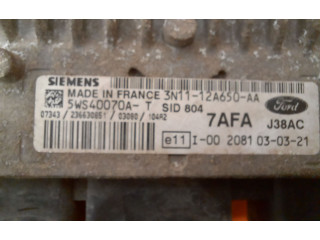 SIEMENS
MADE IN FRANCE 3N11-12A650-AA
5WS40070A- T SID 804
Ford
07343 / 236630851 / 03080 / 104R2
7AFA J38AC
e11 I-00 2081 03-03-21